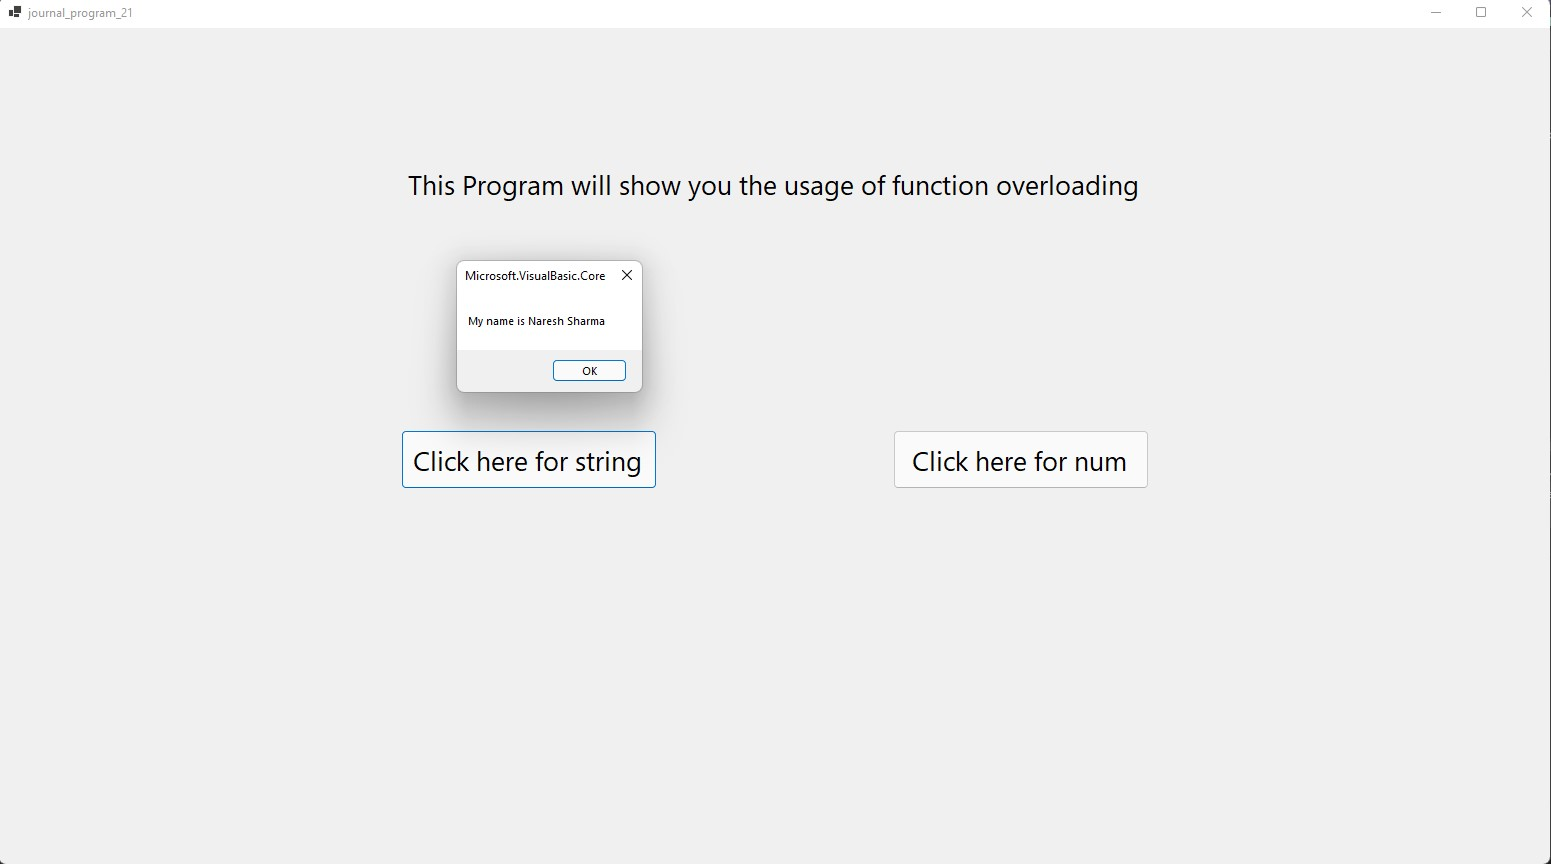 journal_program_21
This Program will show you the usage of function overloading
Microsoft.VisualBasic.Core
My name is Naresh Sharma
OK
Click here for string
Click here for num